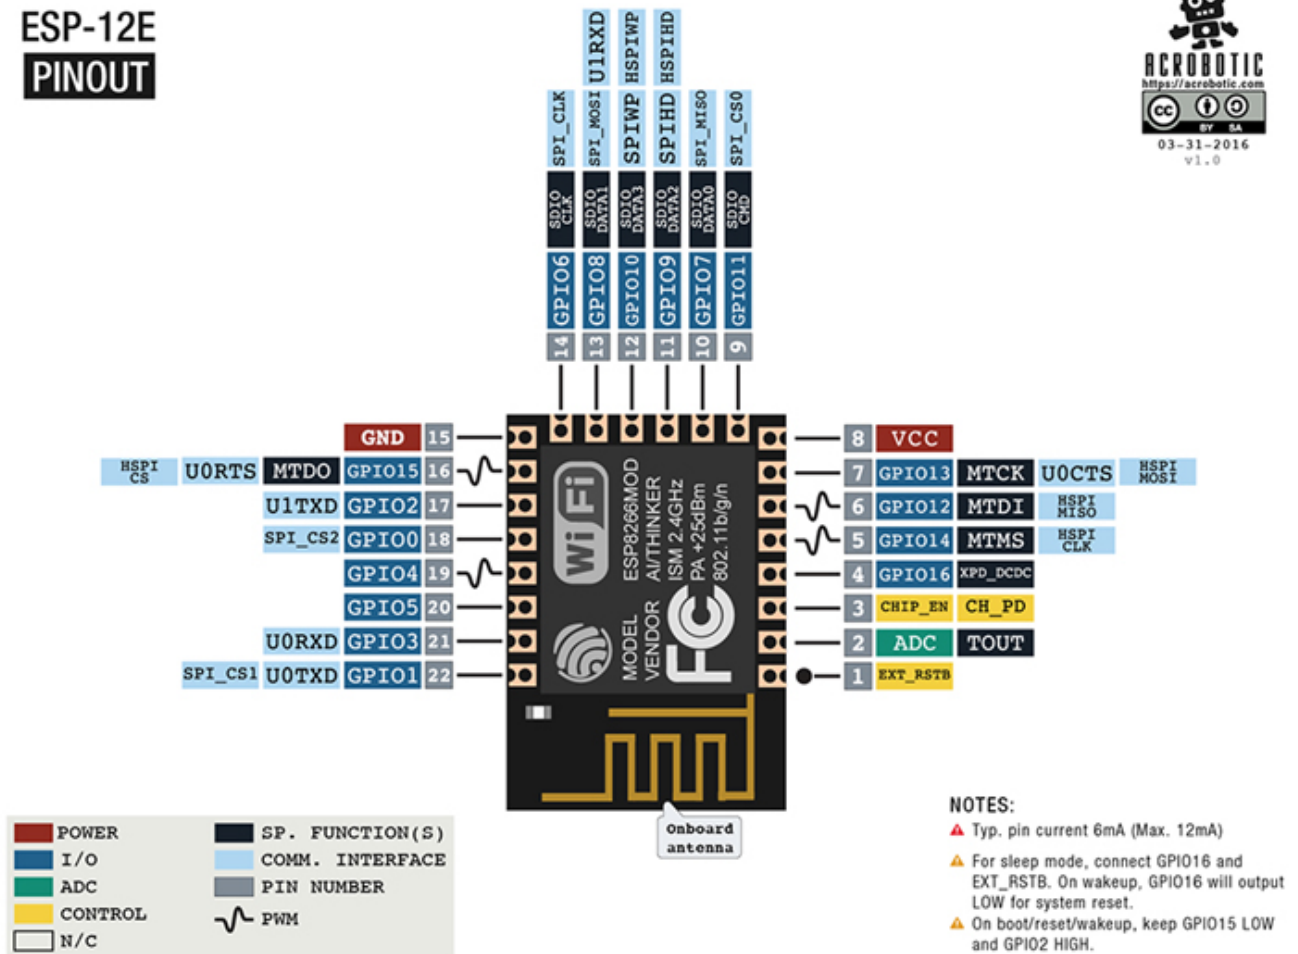 ESP-12E
PINOUT
ACROBOTIC
https://acrobotic.com
cc
BY SA
03-31-2016
v1.0
U1RXD
HSPIWP
HSPIHD
SPI_CLK
SPI_MOSI
SPIWP
SPIHD
SPI_MISO
SPI_CS0
SDIO CLK
SDIO DATA1
SDIO DATA3
SDIO DATA2
SDIO DATA0
SDIO CMD
GPIO6
GPIO8
GPIO10
GPIO9
GPIO7
GPIO11
14
13
12
11
10
9
GND 15
HSPI CS U0RTS MTDO GPIO15 16
U1TXD GPIO2 17
SPI_CS2 GPIO0 18
GPIO4 19
GPIO5 20
U0RXD GPIO3 21
SPI_CS1 U0TXD GPIO1 22
8 VCC
7 GPIO13 MTCK U0CTS HSPI MOSI
6 GPIO12 MTDI HSPI MISO
5 GPIO14 MTMS HSPI CLK
4 GPIO16 XPD_DCDC
3 CHIP_EN CH_PD
2 ADC TOUT
1 EXT_RSTB
Wi Fi
MODEL ESP8266MOD
VENDOR AI/THINKER
ISM 2.4GHz
PA +25dBm
802.11b/g/n
FC
Onboard
antenna
POWER
I/O
ADC
CONTROL
N/C
SP. FUNCTION(S)
COMM. INTERFACE
PIN NUMBER
PWM
NOTES:
Typ. pin current 6mA (Max. 12mA)
For sleep mode, connect GPIO16 and
EXT_RSTB. On wakeup, GPIO16 will output
LOW for system reset.
On boot/reset/wakeup, keep GPIO15 LOW
and GPIO2 HIGH.